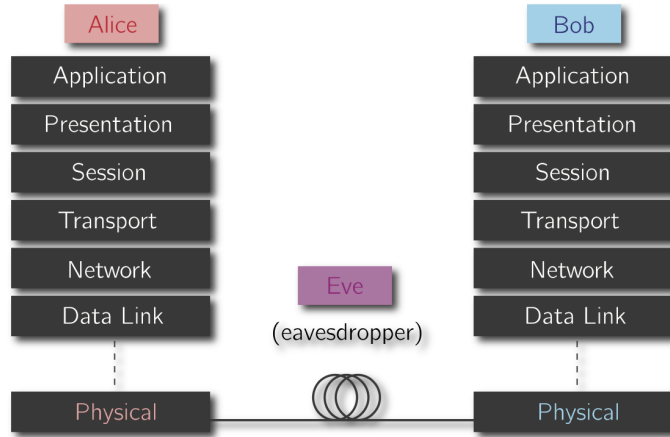 Alice
Application
Presentation
Session
Transport
Network
Data Link
Physical
Eve
(eavesdropper)
Bob
Application
Presentation
Session
Transport
Network
Data Link
Physical